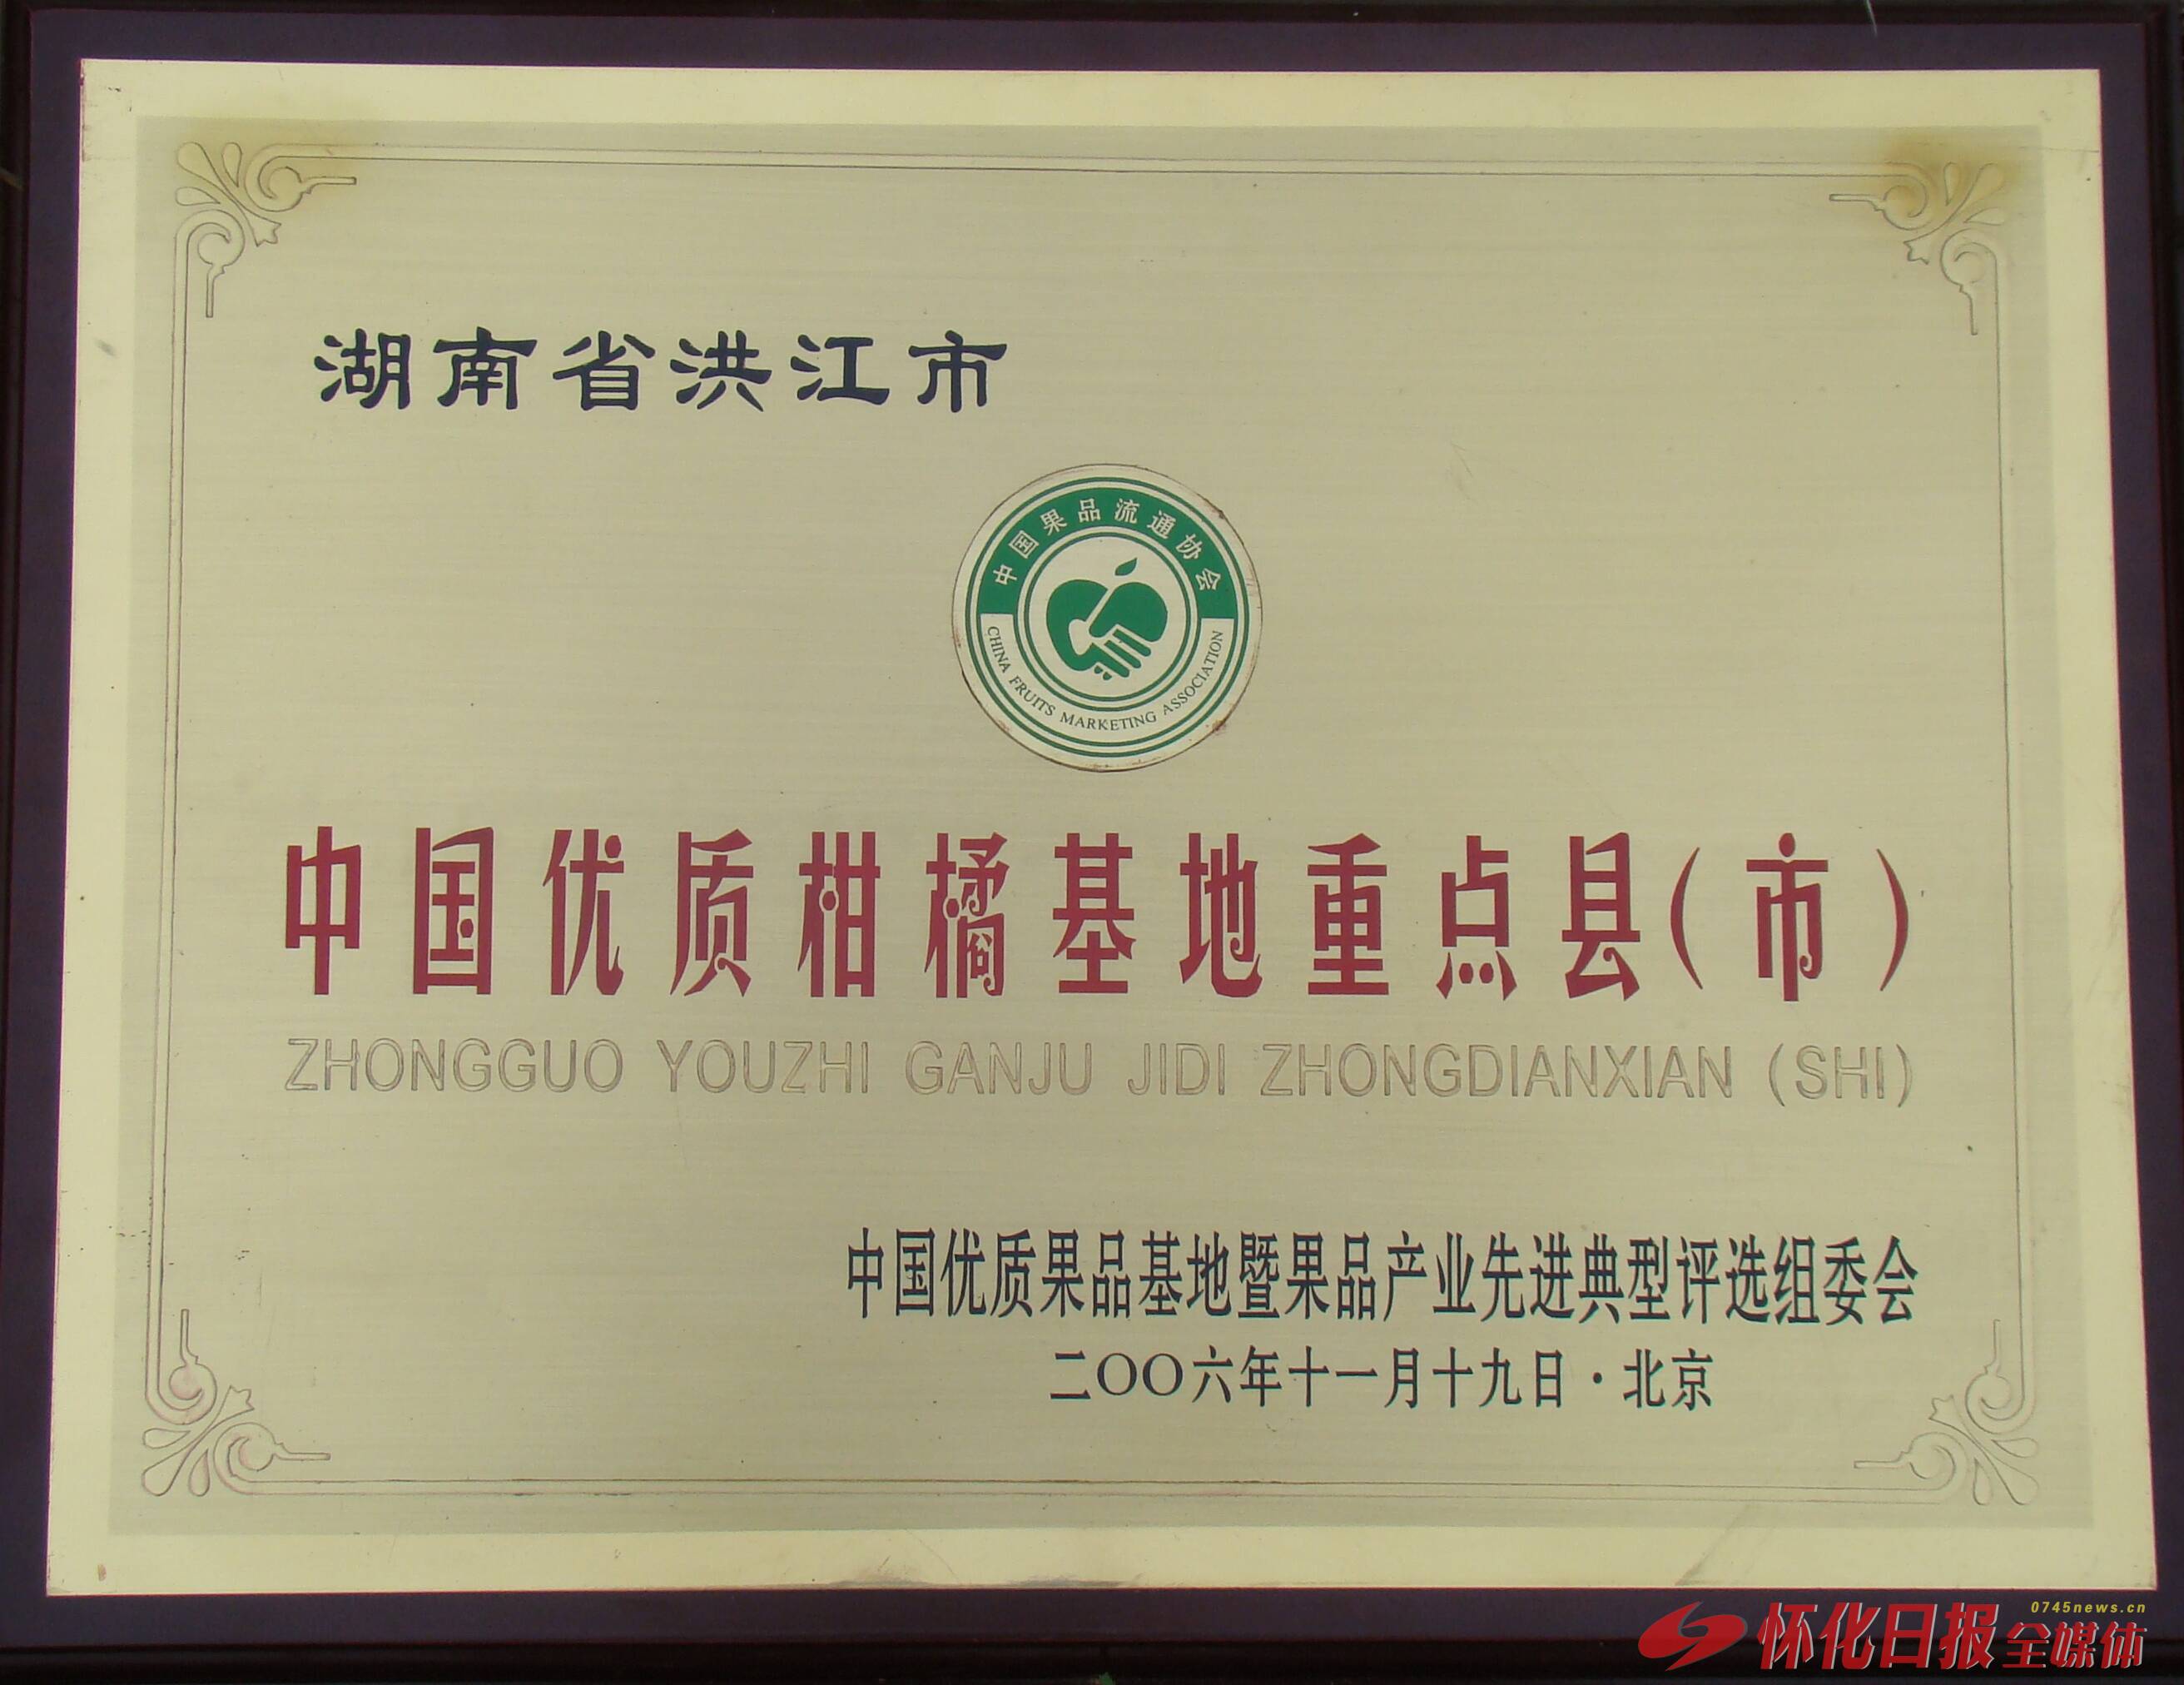 湖南省洪江市
中国果品流通协会
CHINA FRUITS MARKETING ASSOCIATION
中国优质柑橘基地重点县(市)
ZHONGGUO YOUZHI GANJU JIDI ZHONGDIANXIAN (SHI)
中国优质果品基地暨果品产业先进典型评选组委会
二〇〇六年十一月十九日·北京
0745news.cn
怀化日报全媒体